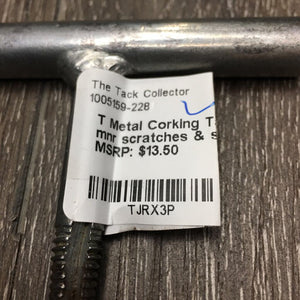 The Tack Collector
1005159-228
T Metal Corking T
mnr scratches & s
MSRP: $13.50
TJRX3P